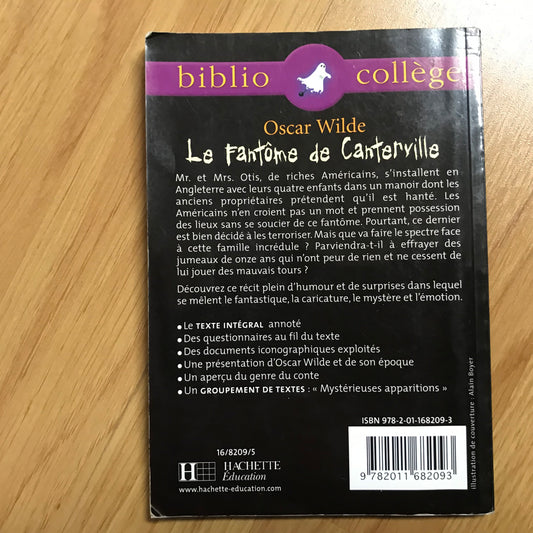 biblio collège
Oscar Wilde
Le Fantôme de Canterville
Mr. et Mrs. Otis, de riches Américains, s'installent en
Angleterre avec leurs quatre enfants dans un manoir dont les
anciens propriétaires prétendent qu'il est hanté. Les
Américains n'en croient pas un mot et prennent possession
des lieux sans se soucier de ce fantôme. Pourtant, ce dernier
est bien décidé à les terroriser. Mais que va faire le spectre face
à cette famille incrédule ? Parviendra-t-il à effrayer des
jumeaux de onze ans qui n'ont peur de rien et ne cessent de
lui jouer des mauvais tours ?
Découvrez ce récit plein d'humour et de surprises dans lequel
se mêlent le fantastique, la caricature, le mystère et l'émotion.
• Le TEXTE INTÉGRAL annoté
• Des questionnaires au fil du texte
• Des documents iconographiques exploités
• Une présentation d'Oscar Wilde et de son époque
• Un aperçu du genre du conte
• Un GROUPEMENT DE TEXTES : « Mystérieuses apparitions »
ISBN 978-2-01-168209-3
16/8209/5
H HACHETTE
Éducation
www.hachette-education.com
9 782011 682093
illustration de couverture : Alain Boyer